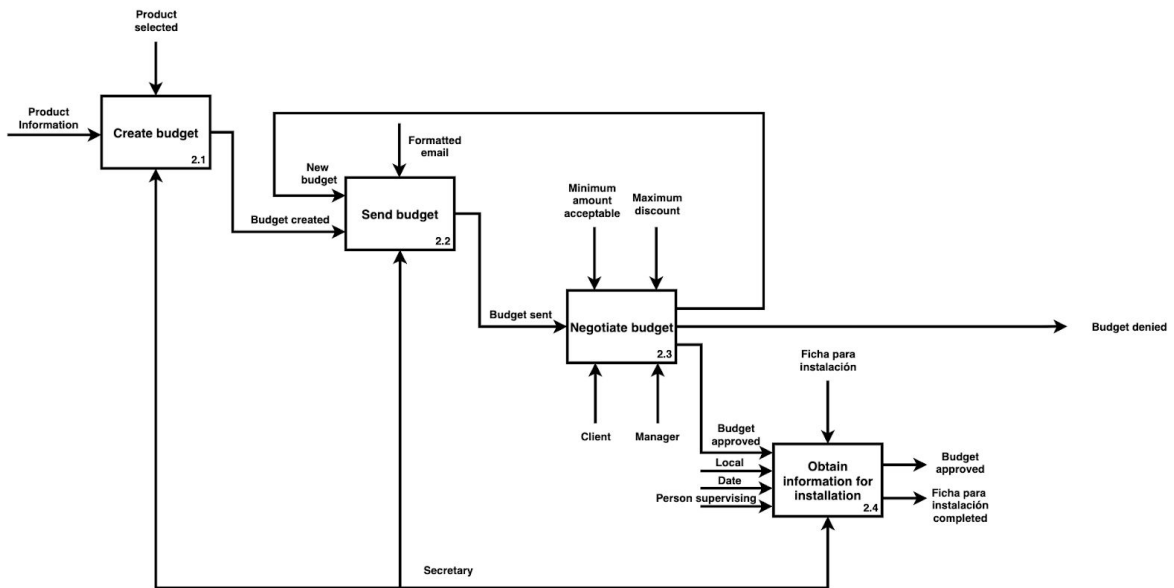 Product
selected
Product
Information
Create budget
2.1
Formatted
email
New
budget
Budget created
Send budget
2.2
Minimum
amount
acceptable
Maximum
discount
Budget sent
Negotiate budget
2.3
Budget denied
Client
Manager
Ficha para
instalación
Budget
approved
Local
Date
Person supervising
Obtain
information for
installation
2.4
Budget
approved
Ficha para
instalación
completed
Secretary